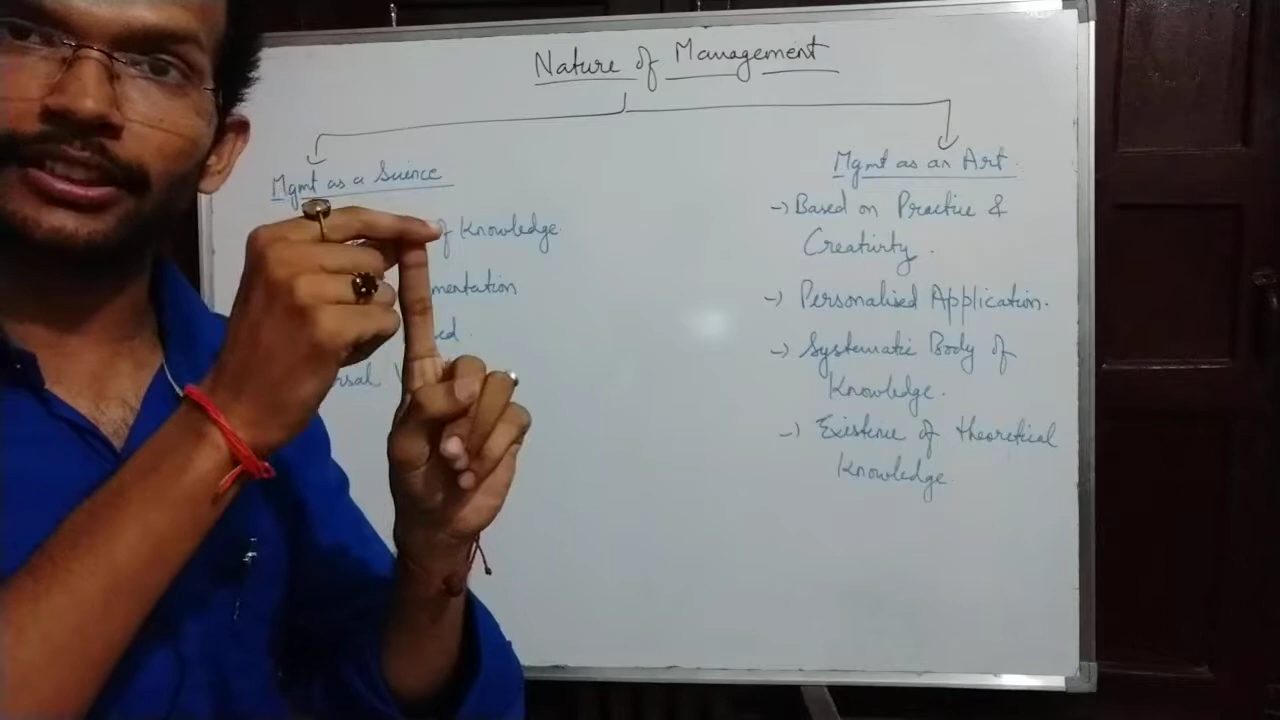 Nature of Management
Mgmt as a Science
of Knowledge.
Mgmt as an Art.
-) Based on Practice &
Creativity.
-) Personalised Application.
-) Systematic Body of
Knowledge.
-) Existence of theoretical
Knowledge.